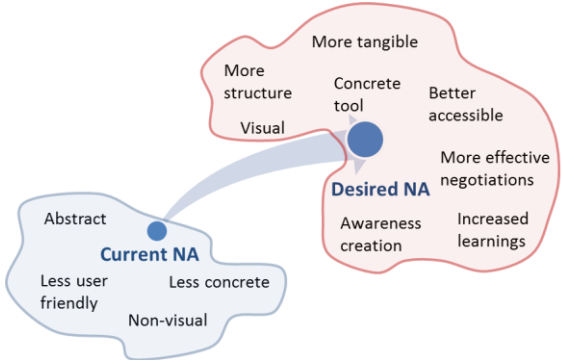 More tangible
More
structure
Concrete
tool
Better
accessible
Visual
More effective
negotiations
Desired NA
Awareness
creation
Increased
learnings
Abstract
Current NA
Less user
friendly
Less concrete
Non-visual